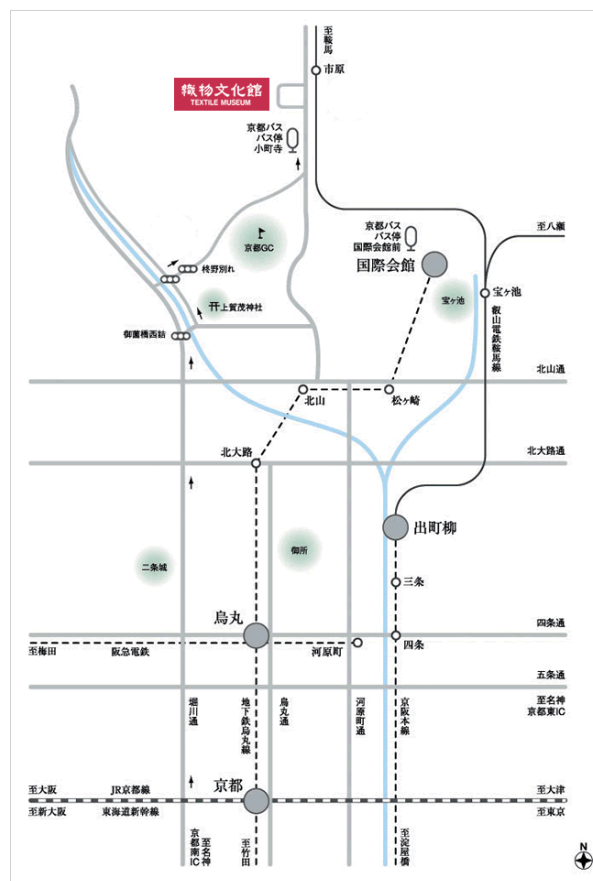 至鞍馬
市原
織物文化館
TEXTILE MUSEUM
京都バス
バス停
小町寺
京都バス
バス停
国際会館前
至八瀬
京都GC
国際会館
柊野別れ
宝ヶ池
宝ヶ池
上賀茂神社
叡山電鉄鞍馬線
御薗橋西詰
北山通
北山
松ヶ崎
北大路
北大路通
出町柳
御所
二条城
三条
烏丸
四条通
至梅田
阪急電鉄
河原町
四条
五条通
堀川通
地下鉄烏丸線
烏丸通
河原町通
京阪本線
至名神
京都東IC
至大阪
JR京都線
京都
至大津
至新大阪
東海道新幹線
至東京
至名神
京都南IC
至竹田
至淀屋橋
N